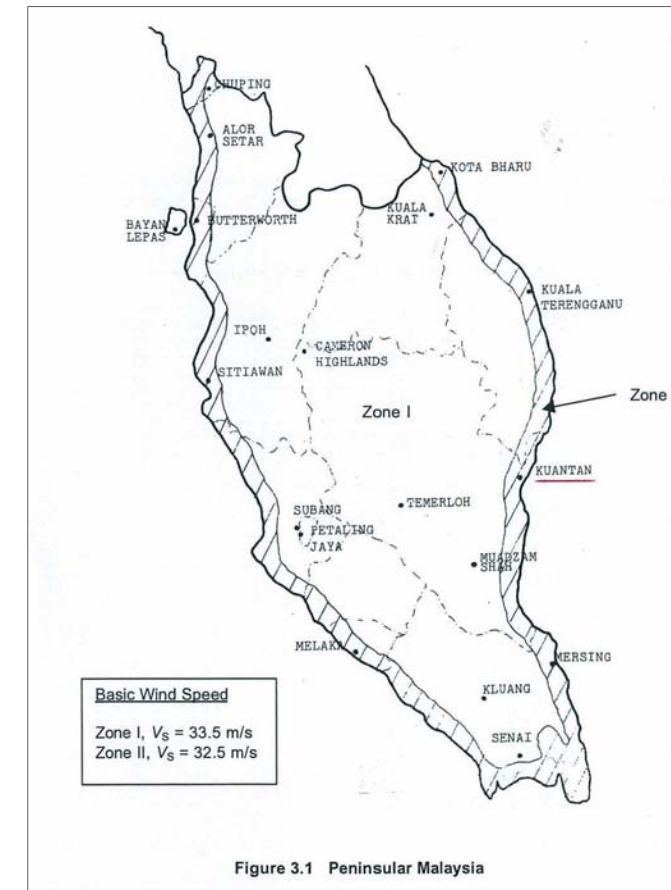 CHUPING
ALOR
SETAR
KOTA BHARU
KUALA
KRAI
BUTTERWORTH
BAYAN
LEPAS
KUALA
TERENGGANU
IPOH
CAMERON
HIGHLANDS
SITIAWAN
Zone
Zone I
KUANTAN
TEMERLOH
SUBANG
PETALING
JAYA
MUADZAM
SHAH
MELAKA
MERSING
KLUANG
SENAI
Basic Wind Speed
Zone I, VS = 33.5 m/s
Zone II, VS = 32.5 m/s
Figure 3.1 Peninsular Malaysia